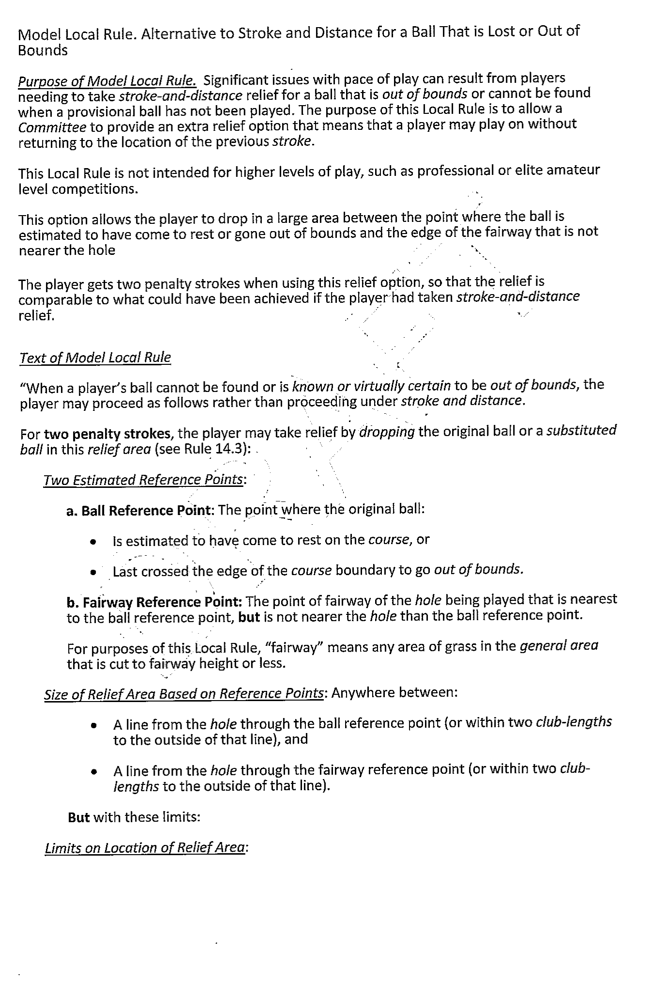 Model Local Rule. Alternative to Stroke and Distance for a Ball That is Lost or Out of
Bounds
Purpose of Model Local Rule. Significant issues with pace of play can result from players
needing to take stroke-and-distance relief for a ball that is out of bounds or cannot be found
when a provisional ball has not been played. The purpose of this Local Rule is to allow a
Committee to provide an extra relief option that means that a player may play on without
returning to the location of the previous stroke.
This Local Rule is not intended for higher levels of play, such as professional or elite amateur
level competitions.
This option allows the player to drop in a large area between the point where the ball is
estimated to have come to rest or gone out of bounds and the edge of the fairway that is not
nearer the hole
The player gets two penalty strokes when using this relief option, so that the relief is
comparable to what could have been achieved if the player had taken stroke-and-distance
relief.
Text of Model Local Rule
“When a player’s ball cannot be found or is known or virtually certain to be out of bounds, the
player may proceed as follows rather than proceeding under stroke and distance.
For two penalty strokes, the player may take relief by dropping the original ball or a substituted
ball in this relief area (see Rule 14.3):
Two Estimated Reference Points:
a. Ball Reference Point: The point where the original ball:
• Is estimated to have come to rest on the course, or
• Last crossed the edge of the course boundary to go out of bounds.
b. Fairway Reference Point: The point of fairway of the hole being played that is nearest
to the ball reference point, but is not nearer the hole than the ball reference point.
For purposes of this Local Rule, “fairway” means any area of grass in the general area
that is cut to fairway height or less.
Size of Relief Area Based on Reference Points: Anywhere between:
• A line from the hole through the ball reference point (or within two club-lengths
to the outside of that line), and
• A line from the hole through the fairway reference point (or within two club-
lengths to the outside of that line).
But with these limits:
Limits on Location of Relief Area: